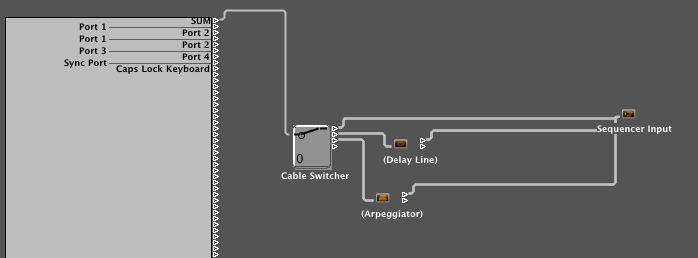 SUM
Port 1 Port 2
Port 1 Port 2
Port 3 Port 4
Sync Port Caps Lock Keyboard
Sequencer Input
0
(Delay Line)
Cable Switcher
(Arpeggiator)